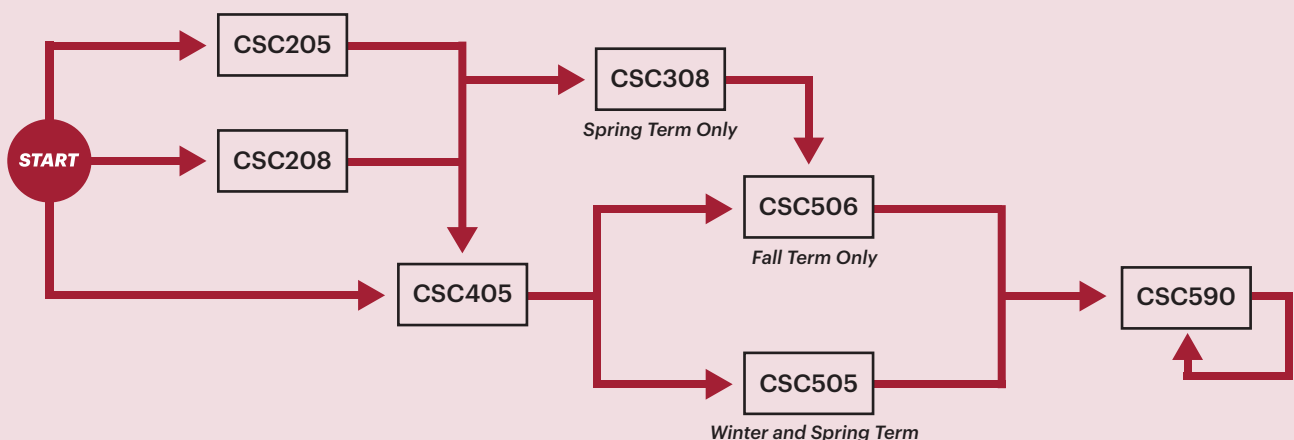 CSC205
CSC308
Spring Term Only
START
CSC208
CSC506
Fall Term Only
CSC405
CSC590
CSC505
Winter and Spring Term